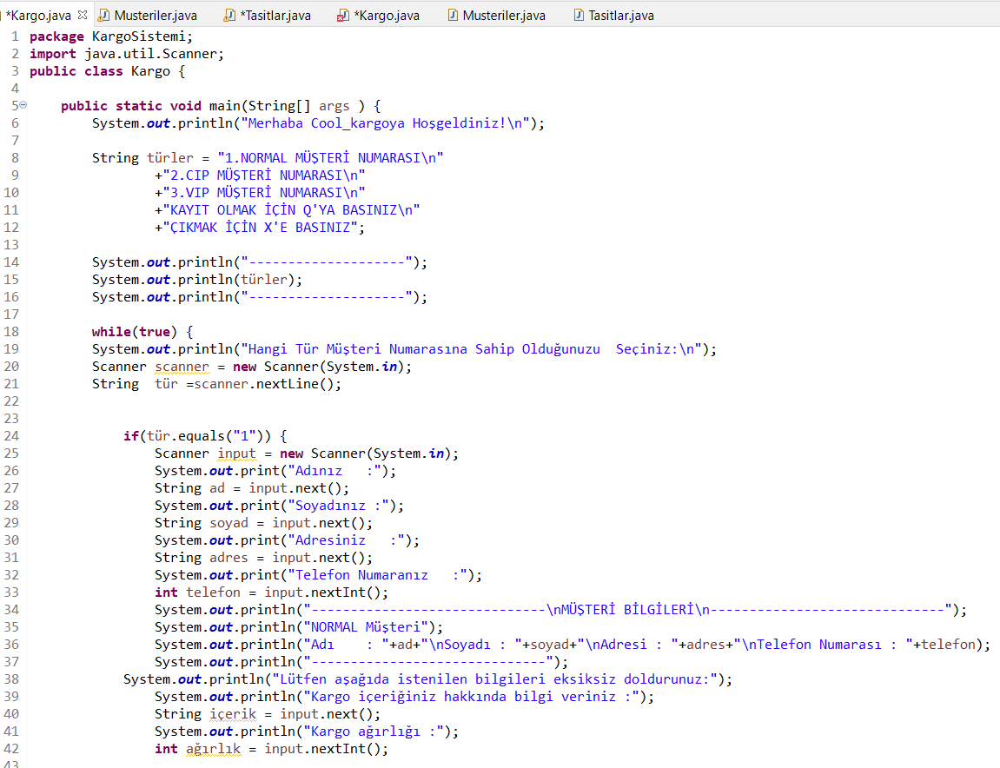 *Kargo.java Musteriler.java *Tasitlar.java *Kargo.java Musteriler.java Tasitlar.java
1 package KargoSistemi;
2 import java.util.Scanner;
3 public class Kargo {
4
5 public static void main(String[] args ) {
6 System.out.println("Merhaba Cool_kargoya Hoşgeldiniz!\n");
7
8 String türler = "1.NORMAL MÜŞTERİ NUMARASI\n"
9 +"2.CIP MÜŞTERİ NUMARASI\n"
10 +"3.VIP MÜŞTERİ NUMARASI\n"
11 +"KAYIT OLMAK İÇİN Q'YA BASINIZ\n"
12 +"ÇIKMAK İÇİN X'E BASINIZ";
13
14 System.out.println("--------------------");
15 System.out.println(türler);
16 System.out.println("--------------------");
17
18 while(true) {
19 System.out.println("Hangi Tür Müşteri Numarasına Sahip Olduğunuzu  Seçiniz:\n");
20 Scanner scanner = new Scanner(System.in);
21 String  tür =scanner.nextLine();
22
23
24 if(tür.equals("1")) {
25 Scanner input = new Scanner(System.in);
26 System.out.print("Adınız   :");
27 String ad = input.next();
28 System.out.print("Soyadınız :");
29 String soyad = input.next();
30 System.out.print("Adresiniz   :");
31 String adres = input.next();
32 System.out.print("Telefon Numaranız   :");
33 int telefon = input.nextInt();
34 System.out.println("------------------------------\nMÜŞTERİ BİLGİLERİ\n------------------------------");
35 System.out.println("NORMAL Müşteri");
36 System.out.println("Adı    : "+ad+"\nSoyadı : "+soyad+"\nAdresi : "+adres+"\nTelefon Numarası : "+telefon);
37 System.out.println("------------------------------");
38 System.out.println("Lütfen aşağıda istenilen bilgileri eksiksiz doldurunuz:");
39 System.out.println("Kargo içeriğiniz hakkında bilgi veriniz :");
40 String içerik = input.next();
41 System.out.println("Kargo ağırlığı :");
42 int ağırlık = input.nextInt();
43